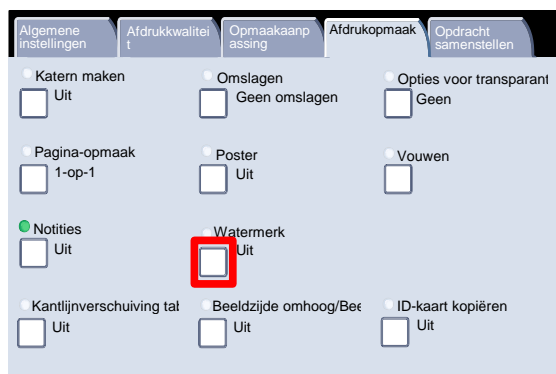 Algemene
instellingen
Afdrukkwalitei
t
Opmaakaanp
assing
Afdrukopmaak
Opdracht
samenstellen
Katern maken
Uit
Omslagen
Geen omslagen
Opties voor transparant
Geen
Pagina-opmaak
1-op-1
Poster
Uit
Vouwen
Notities
Uit
Watermerk
Uit
Kantlijnverschuiving tab
Uit
Beeldzijde omhoog/Bee
Uit
ID-kaart kopiëren
Uit